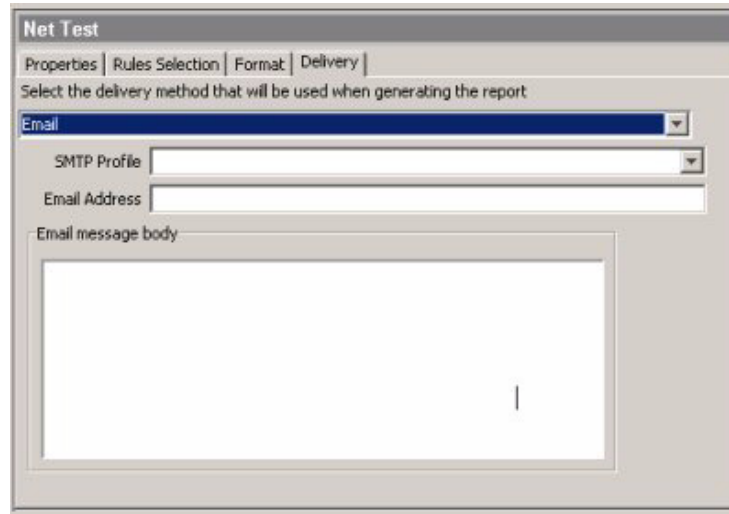 Net Test
Properties Rules Selection Format Delivery
Select the delivery method that will be used when generating the report
Email
SMTP Profile
Email Address
Email message body